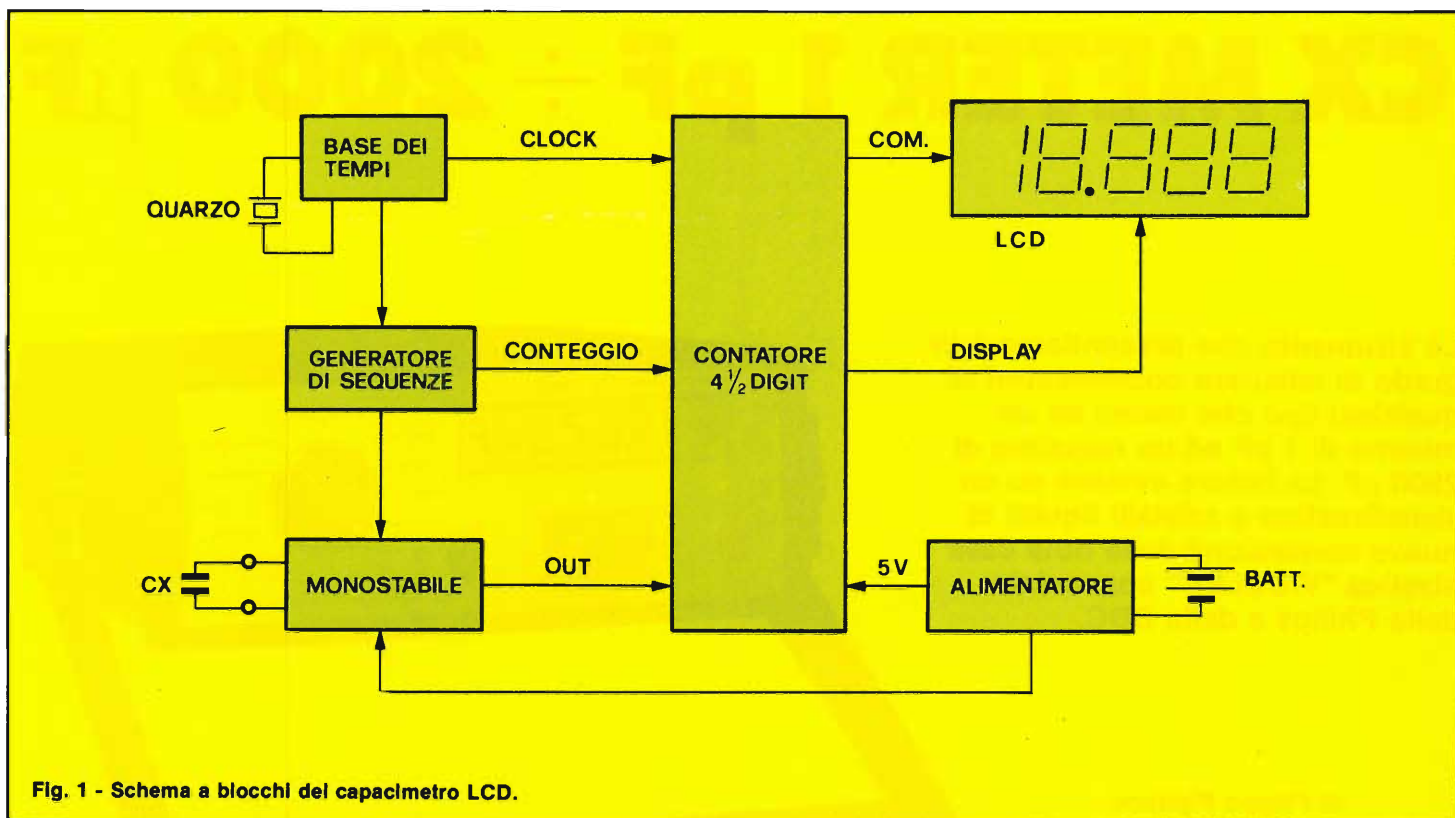 BASE DEI
TEMPI
CLOCK
COM.
18.888
QUARZO
LCD
GENERATORE
DI SEQUENZE
CONTEGGIO
CONTATORE
4 ½ DIGIT
DISPLAY
CX
MONOSTABILE
OUT
5 V
ALIMENTATORE
BATT.
Fig. 1 - Schema a blocchi del capacimetro LCD.